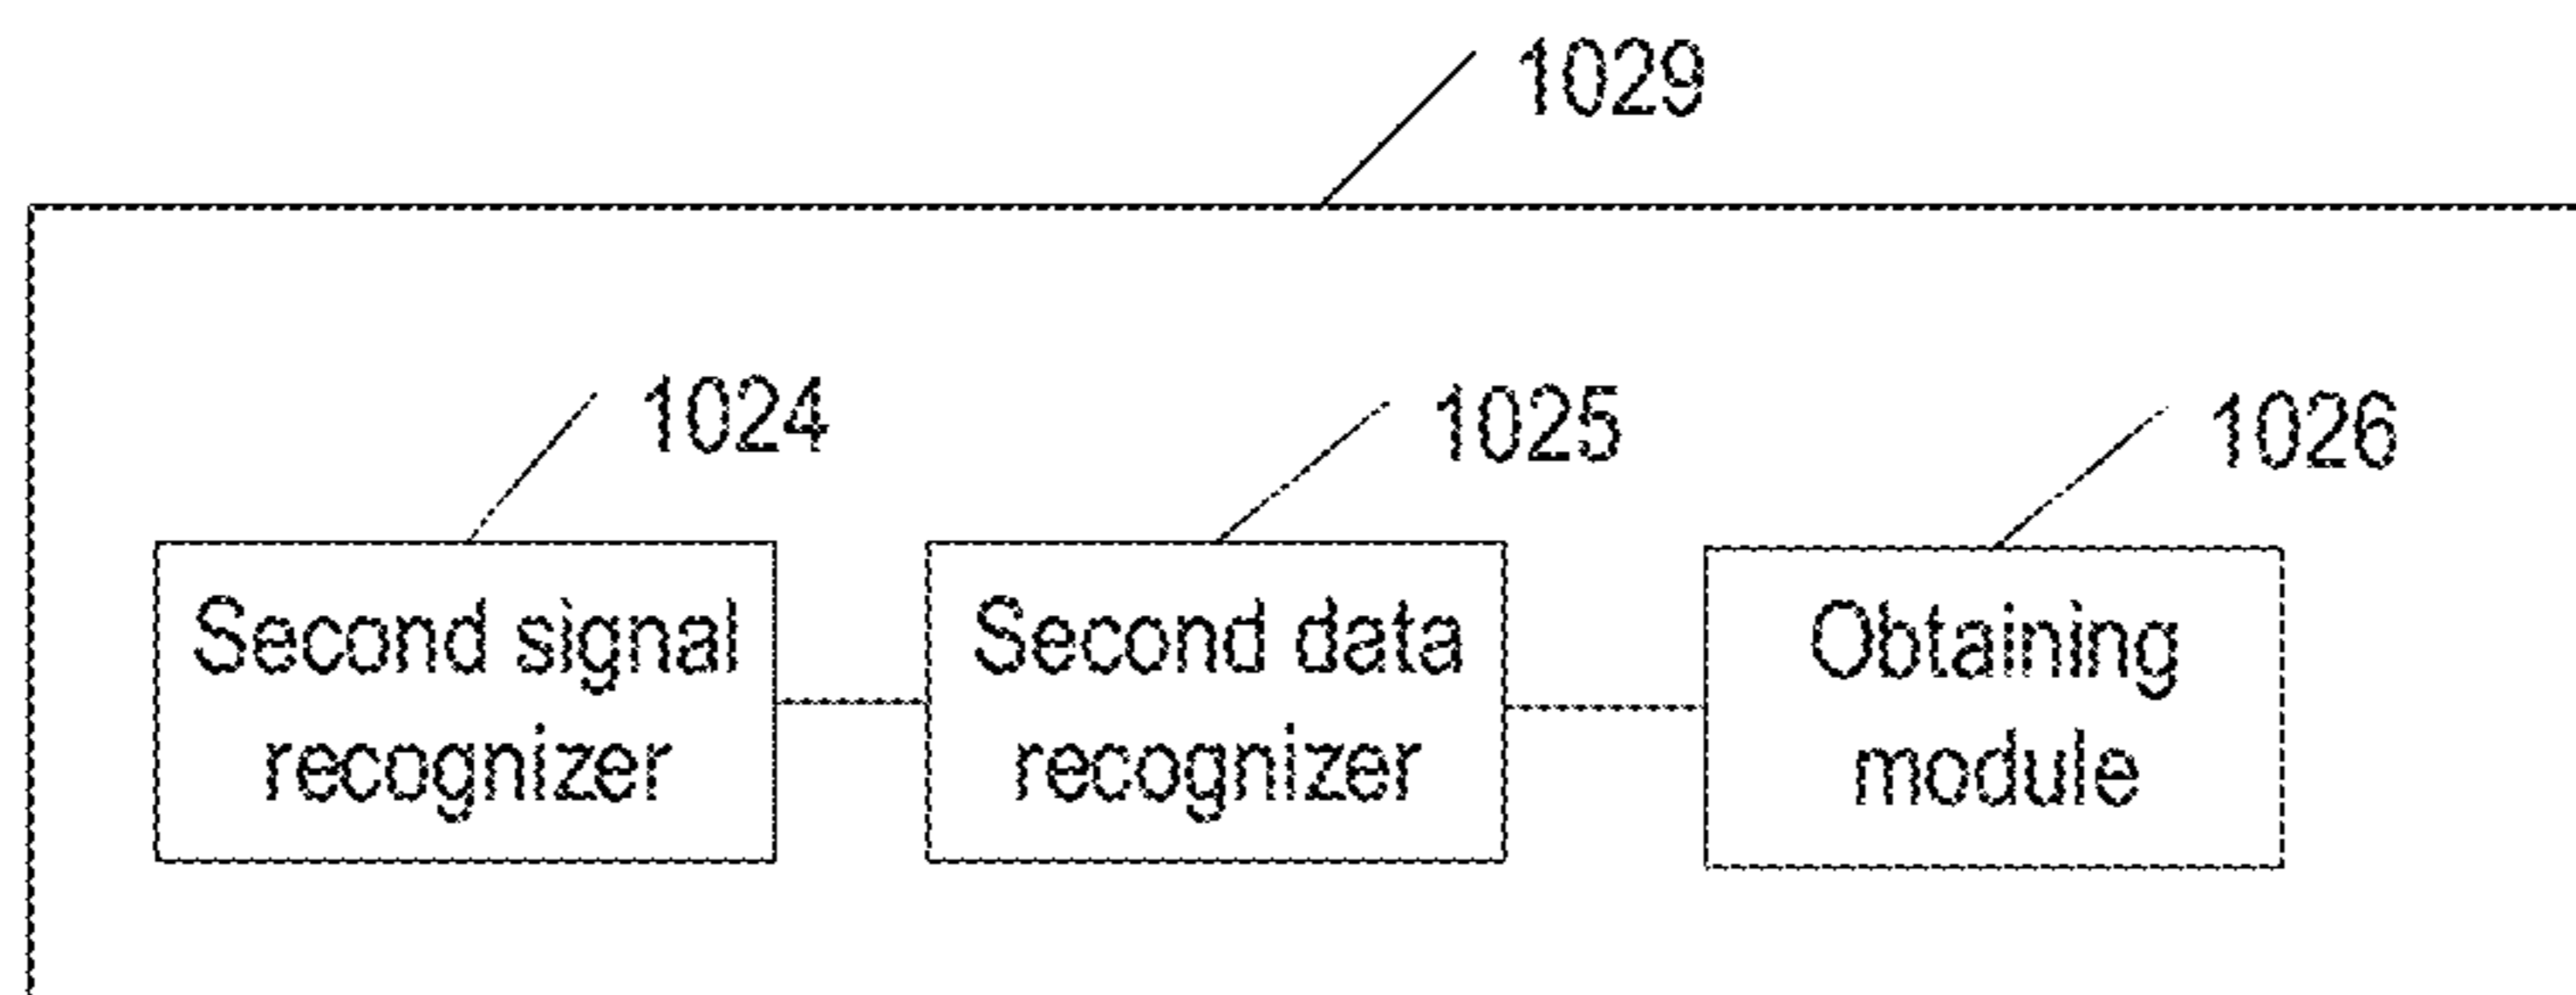 1029
1024
1025
1026
Second signal
recognizer
Second data
recognizer
Obtaining
module